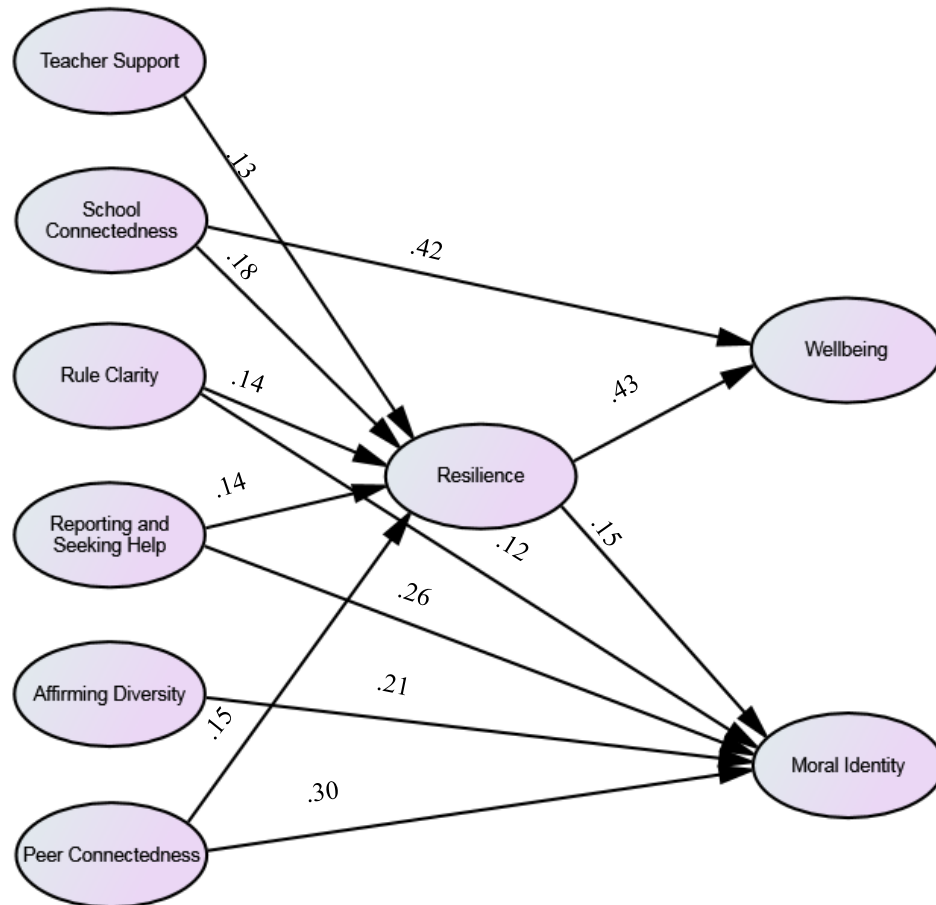 Teacher Support
.13
School
Connectedness
.42
.18
Rule Clarity
.14
Wellbeing
.43
Resilience
.14
Reporting and
Seeking Help
.15
.12
.26
Affirming Diversity
.21
.15
Moral Identity
.30
Peer Connectedness